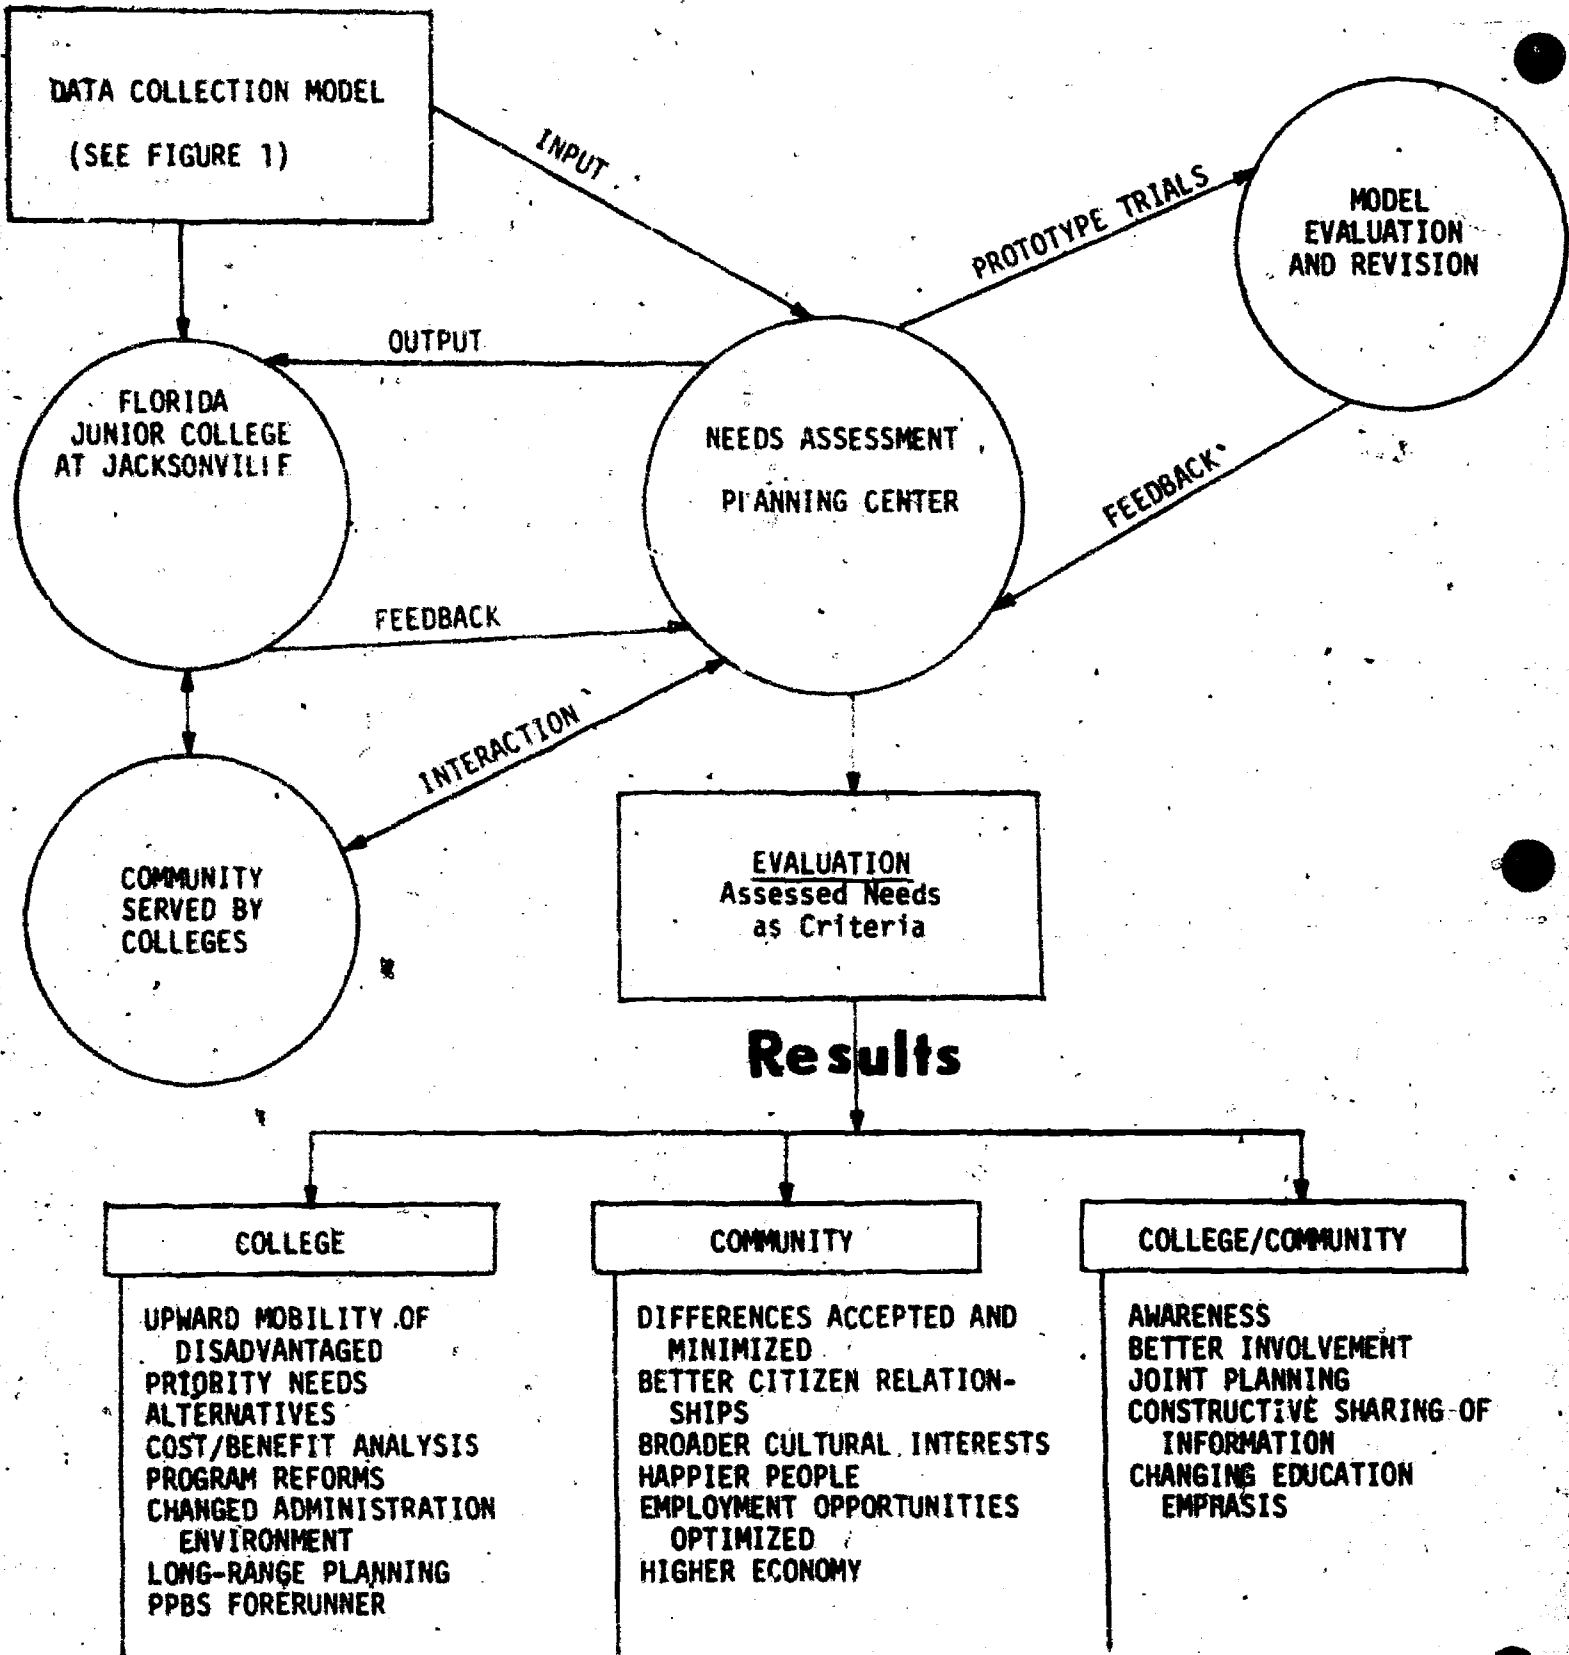 DATA COLLECTION MODEL
(SEE FIGURE 1)
INPUT
PROTOTYPE TRIALS
MODEL
EVALUATION
AND REVISION
OUTPUT
FLORIDA
JUNIOR COLLEGE
AT JACKSONVILLE
NEEDS ASSESSMENT
PLANNING CENTER
FEEDBACK
FEEDBACK
INTERACTION
COMMUNITY
SERVED BY
COLLEGES
EVALUATION
Assessed Needs
as Criteria
Results
COLLEGE
UPWARD MOBILITY OF
DISADVANTAGED
PRIORITY NEEDS
ALTERNATIVES
COST/BENEFIT ANALYSIS
PROGRAM REFORMS
CHANGED ADMINISTRATION
ENVIRONMENT
LONG-RANGE PLANNING
PPBS FORERUNNER
COMMUNITY
DIFFERENCES ACCEPTED AND
MINIMIZED
BETTER CITIZEN RELATION-
SHIPS
BROADER CULTURAL INTERESTS
HAPPIER PEOPLE
EMPLOYMENT OPPORTUNITIES
OPTIMIZED
HIGHER ECONOMY
COLLEGE/COMMUNITY
AWARENESS
BETTER INVOLVEMENT
JOINT PLANNING
CONSTRUCTIVE SHARING OF
INFORMATION
CHANGING EDUCATION
EMPHASIS